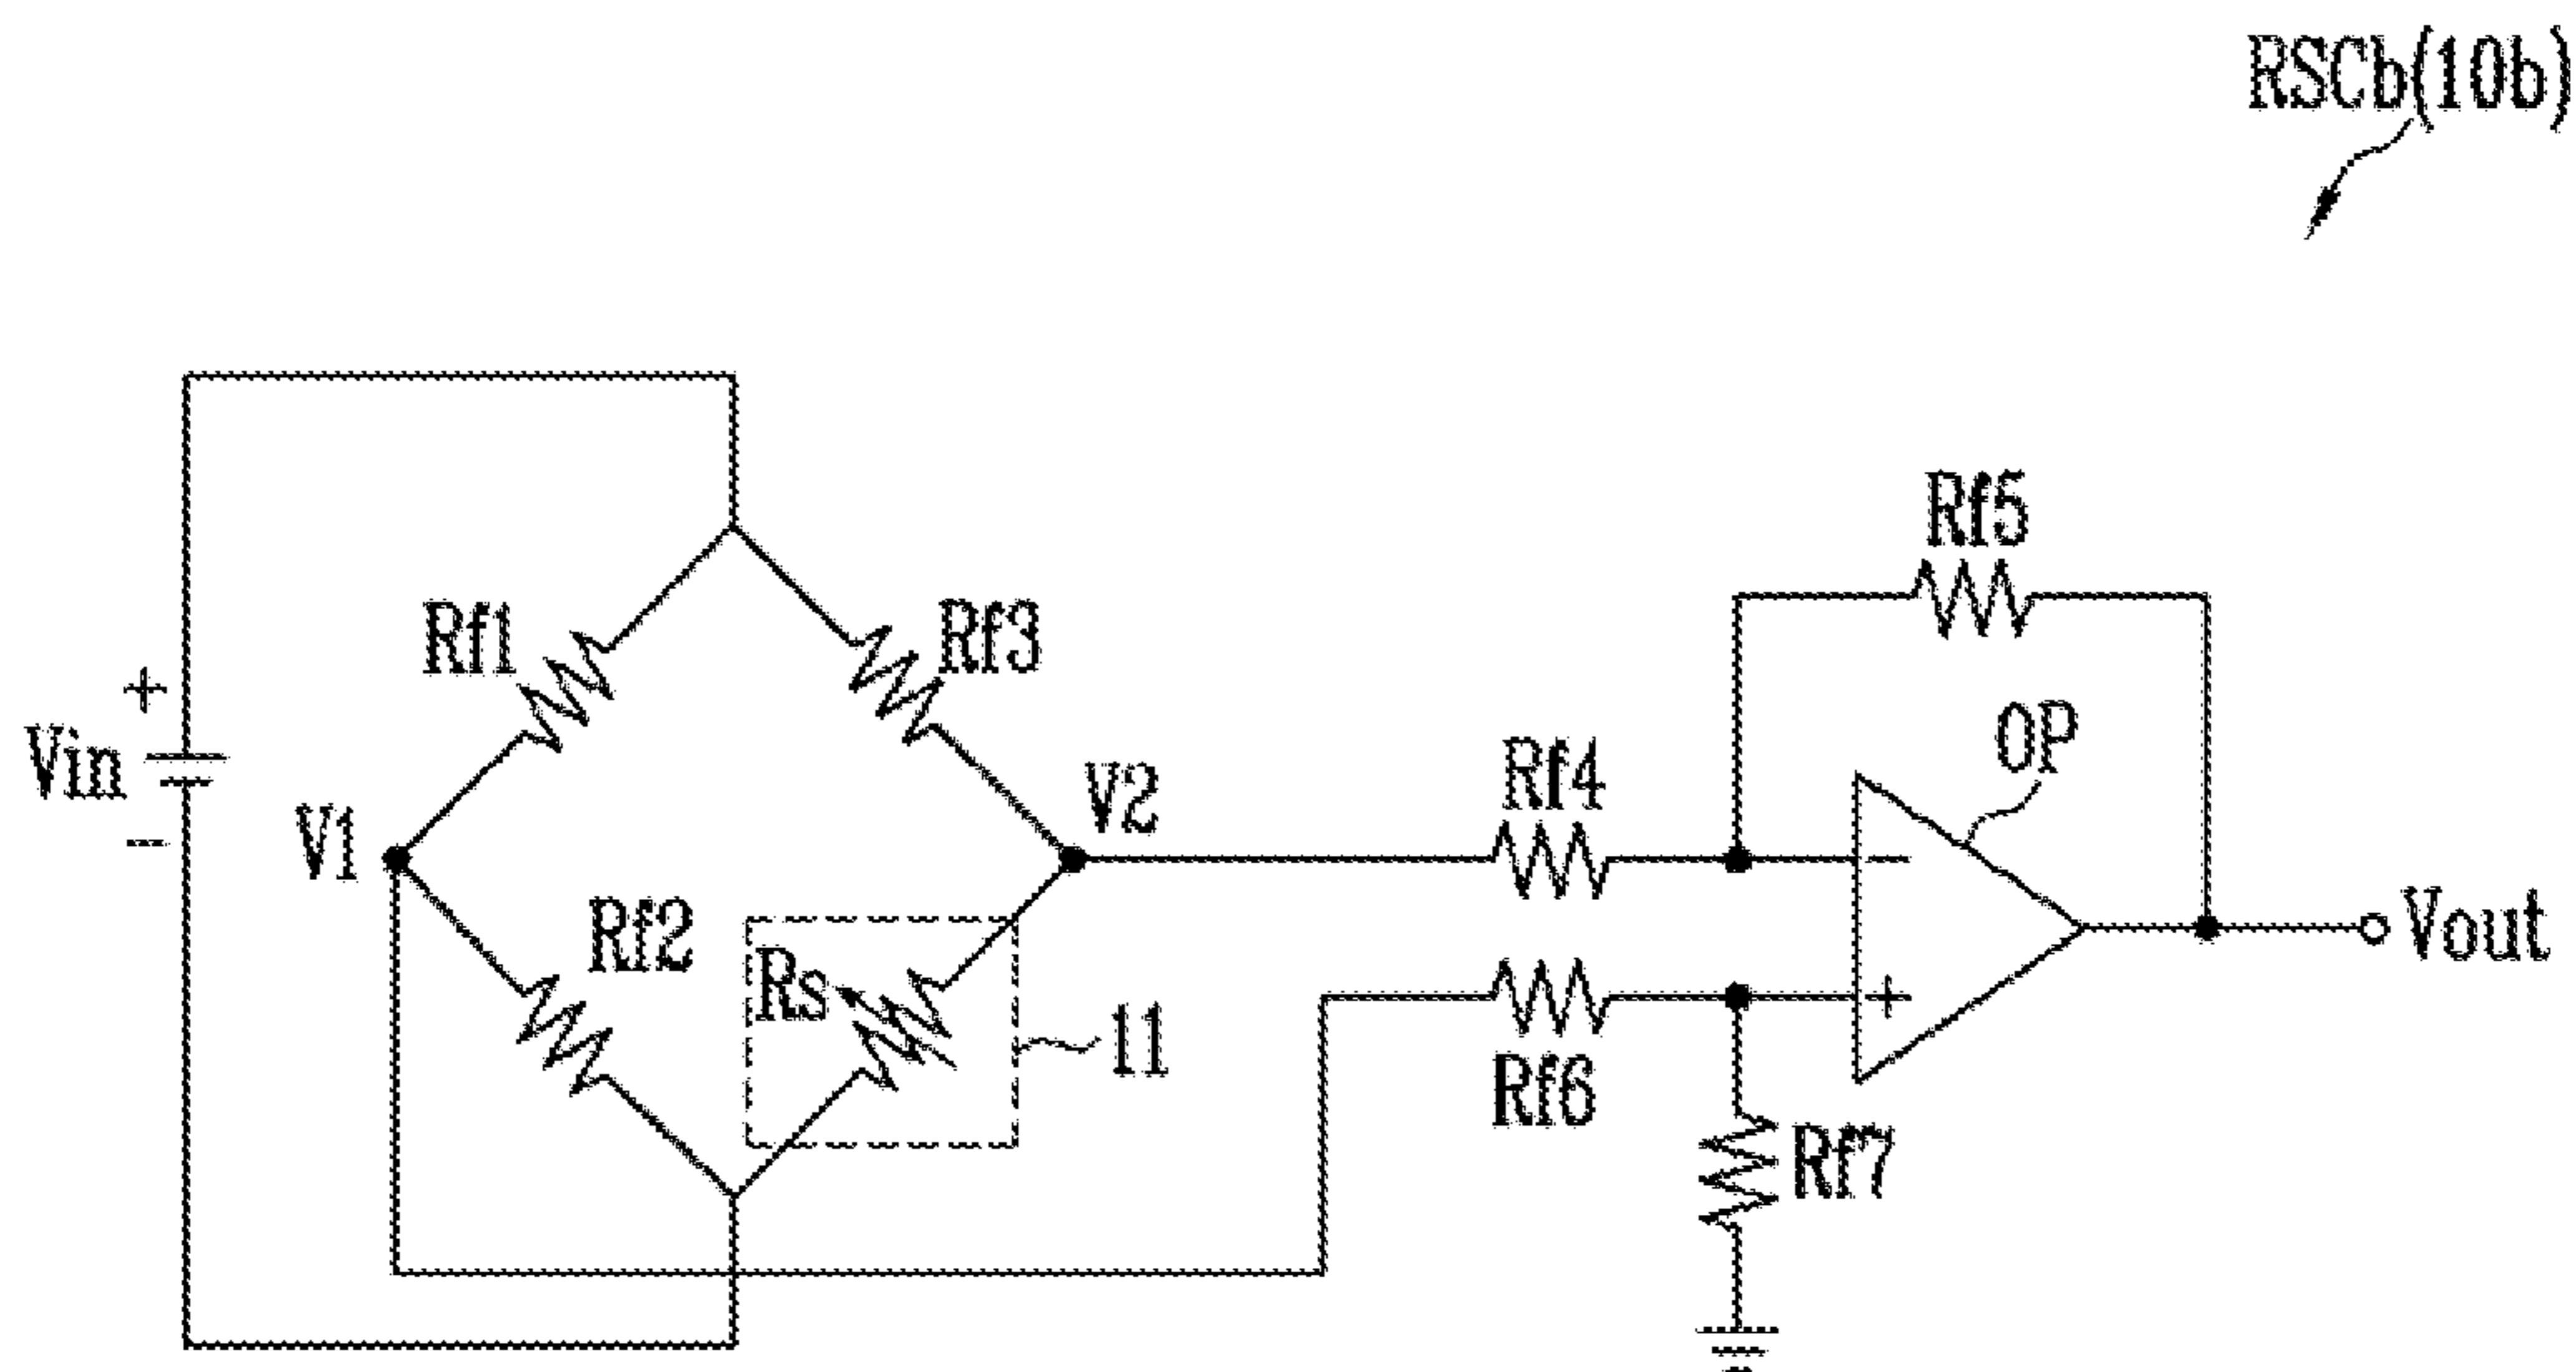 RSCb(10b)
Rf5
Rf1
Rf3
+
Vin
-
OP
V1
V2
Rf4
-
Rf2
Rs
Vout
+
11
Rf6
Rf7